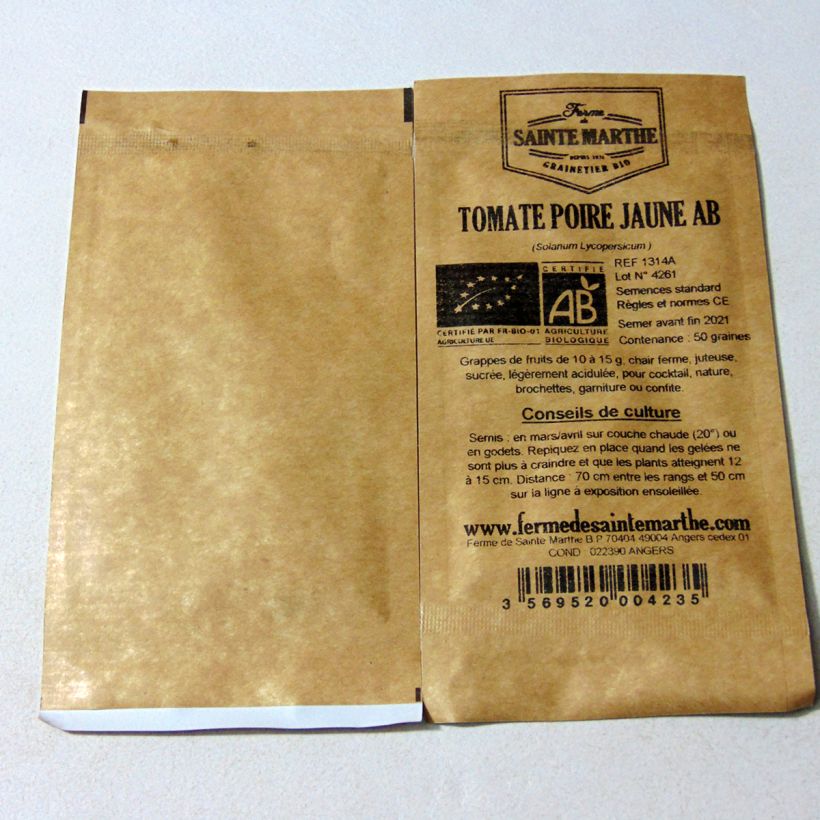 Ferme
de
SAINTE MARTHE
DEPUIS 1974
GRAINETIER BIO
TOMATE POIRE JAUNE AB
(Solanum Lycopersicum )
REF 1314A
Lot N° 4261
Semences standard
Règles et normes CE
CERTIFIÉ
AB
CERTIFIÉ PAR FR-BIO-01
AGRICULTURE UE
AGRICULTURE
BIOLOGIQUE
Semer avant fin 2021
Contenance : 50 graines
Grappes de fruits de 10 à 15 g, chair ferme, juteuse,
sucrée, légèrement acidulée, pour cocktail, nature,
brochettes, garniture ou confite.
Conseils de culture
Semis : en mars/avril sur couche chaude (20°) ou
en godets. Repiquez en place quand les gelées ne
sont plus à craindre et que les plants atteignent 12
à 15 cm. Distance : 70 cm entre les rangs et 50 cm
sur la ligne à exposition ensoleillée.
www.fermedesaintemarthe.com
Ferme de Sainte Marthe B.P 70404 49004 Angers cedex 01
COND : 022390 ANGERS
3 569520 004235